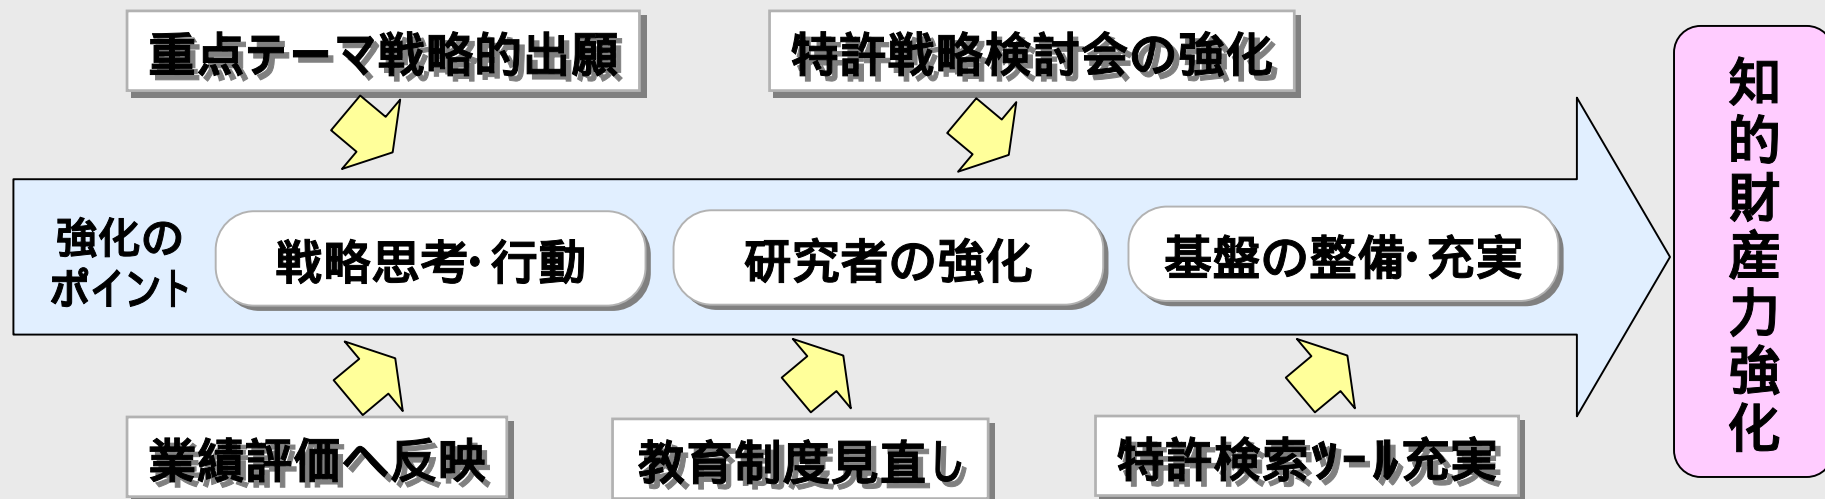 重点テーマ戦略的出願
特許戦略検討会の強化
強化の
ポイント
戦略思考・行動
研究者の強化
基盤の整備・充実
業績評価へ反映
教育制度見直し
特許検索ﾂｰﾙ充実
知的財産力強化